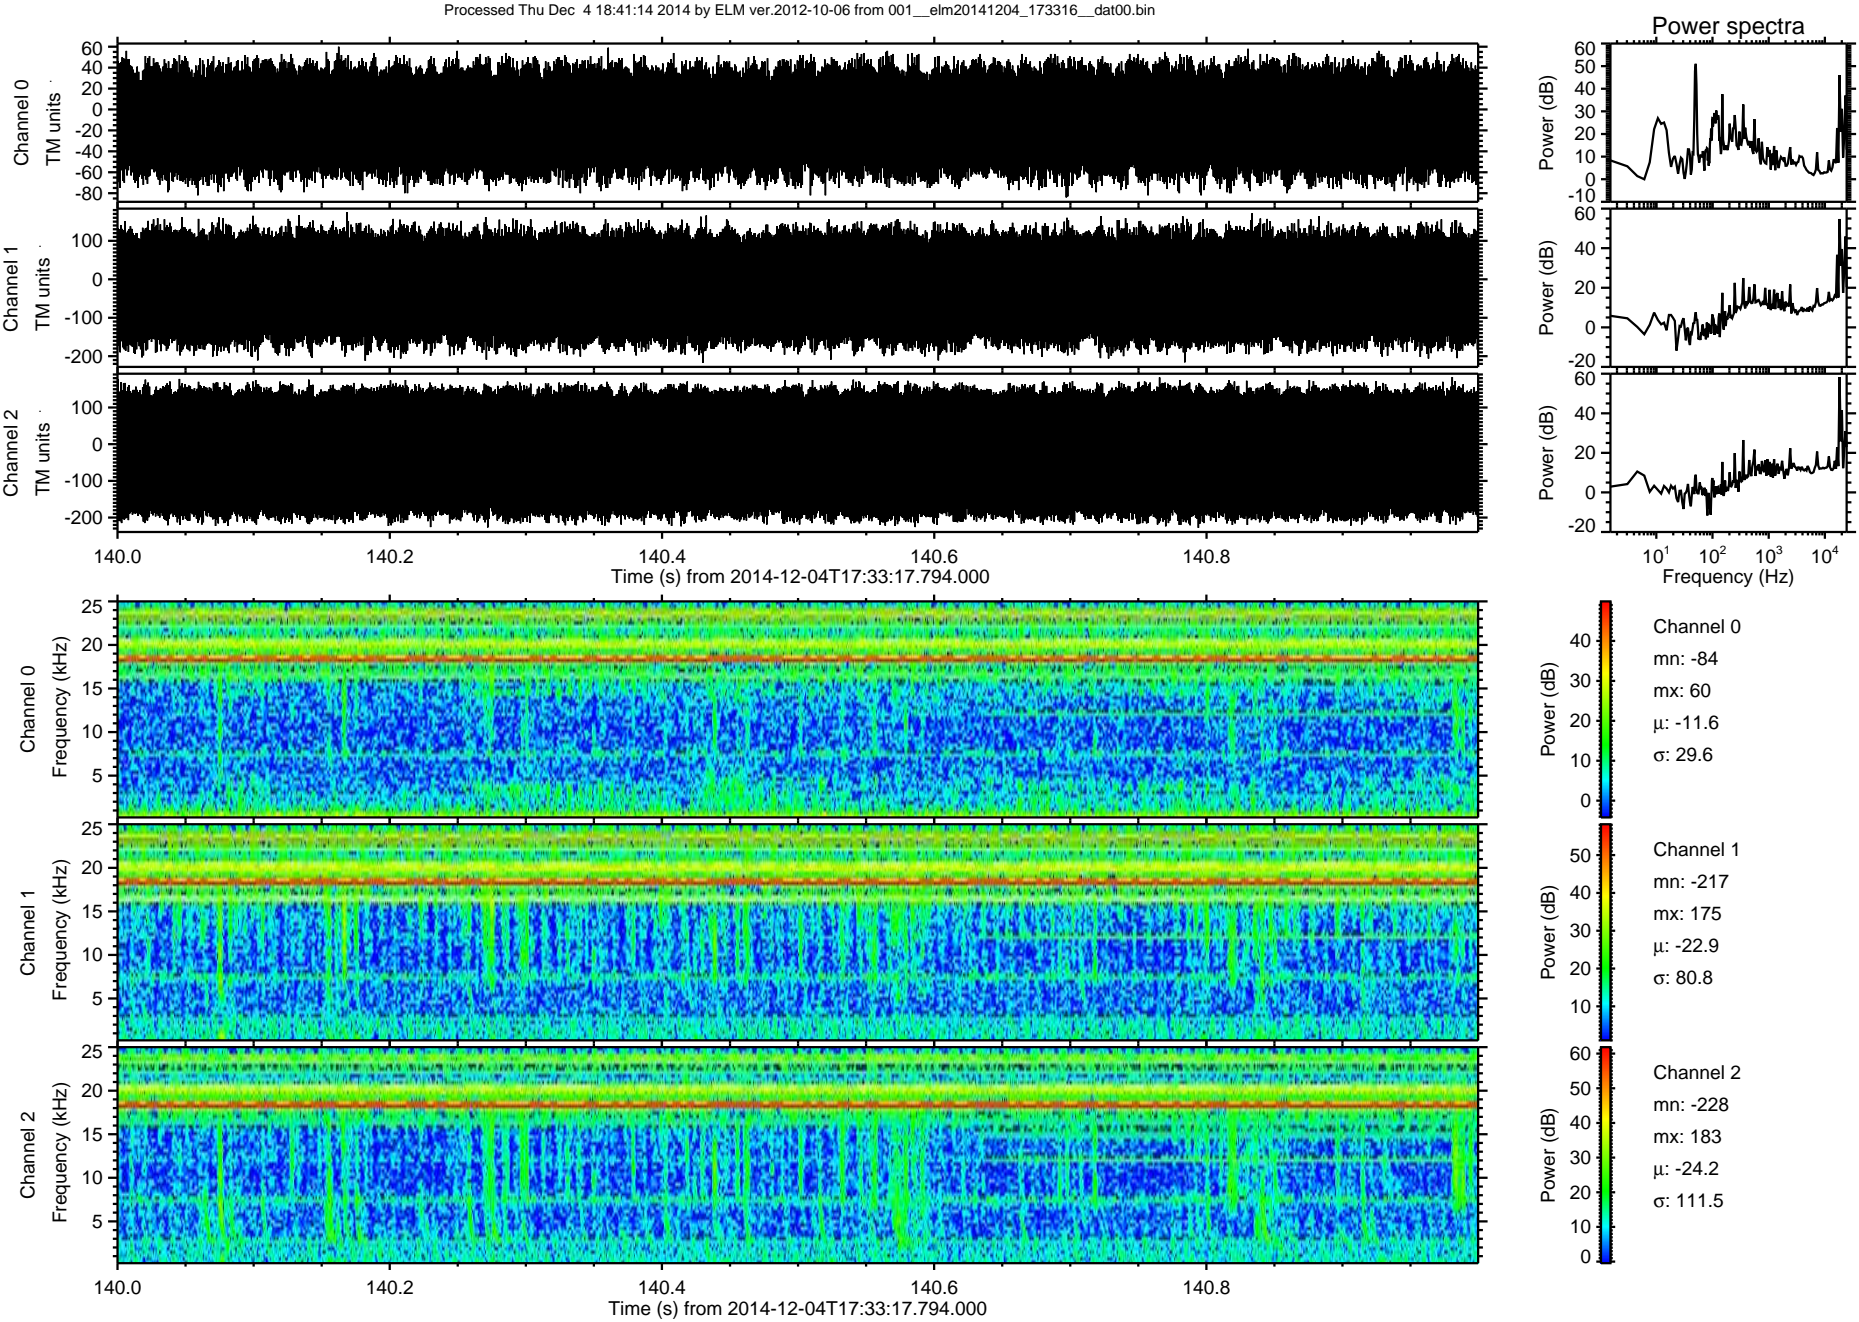 Processed Thu Dec  4 18:41:14 2014 by ELM ver.2012-10-06 from 001__elm20141204_173316__dat00.bin
Power spectra
Channel 0
TM units
60
40
20
0
-20
-40
-60
-80
Power (dB)
60
50
40
30
20
10
0
-10
Channel 1
TM units
100
0
-100
-200
Power (dB)
60
40
20
0
-20
Channel 2
TM units
100
0
-100
-200
Power (dB)
60
40
20
0
-20
140.0 140.2 140.4 140.6 140.8
Time (s) from 2014-12-04T17:33:17.794.000
10¹ 10² 10³ 10⁴
Frequency (Hz)
Channel 0
Frequency (kHz)
25
20
15
10
5
Power (dB)
40
30
20
10
0
Channel 0
mn: -84
mx: 60
μ: -11.6
σ: 29.6
Channel 1
Frequency (kHz)
25
20
15
10
5
Power (dB)
50
40
30
20
10
Channel 1
mn: -217
mx: 175
μ: -22.9
σ: 80.8
Channel 2
Frequency (kHz)
25
20
15
10
5
Power (dB)
60
50
40
30
20
10
0
Channel 2
mn: -228
mx: 183
μ: -24.2
σ: 111.5
140.0 140.2 140.4 140.6 140.8
Time (s) from 2014-12-04T17:33:17.794.000